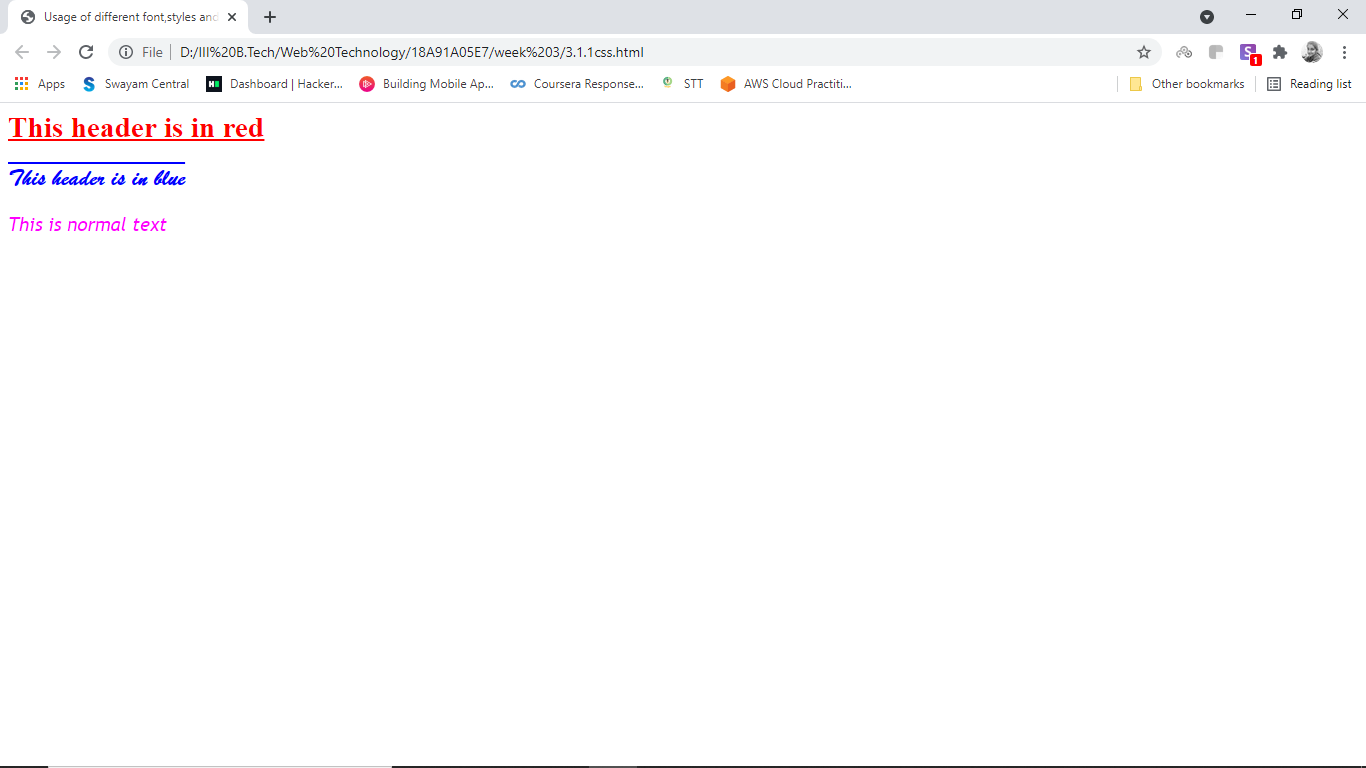 Usage of different font,styles and
File D:/III%20B.Tech/Web%20Technology/18A91A05E7/week%203/3.1.1css.html
S 1
Apps S Swayam Central H Dashboard | Hacker... Building Mobile Ap... Coursera Response... STT AWS Cloud Practiti... Other bookmarks Reading list
This header is in red
This header is in blue
This is normal text